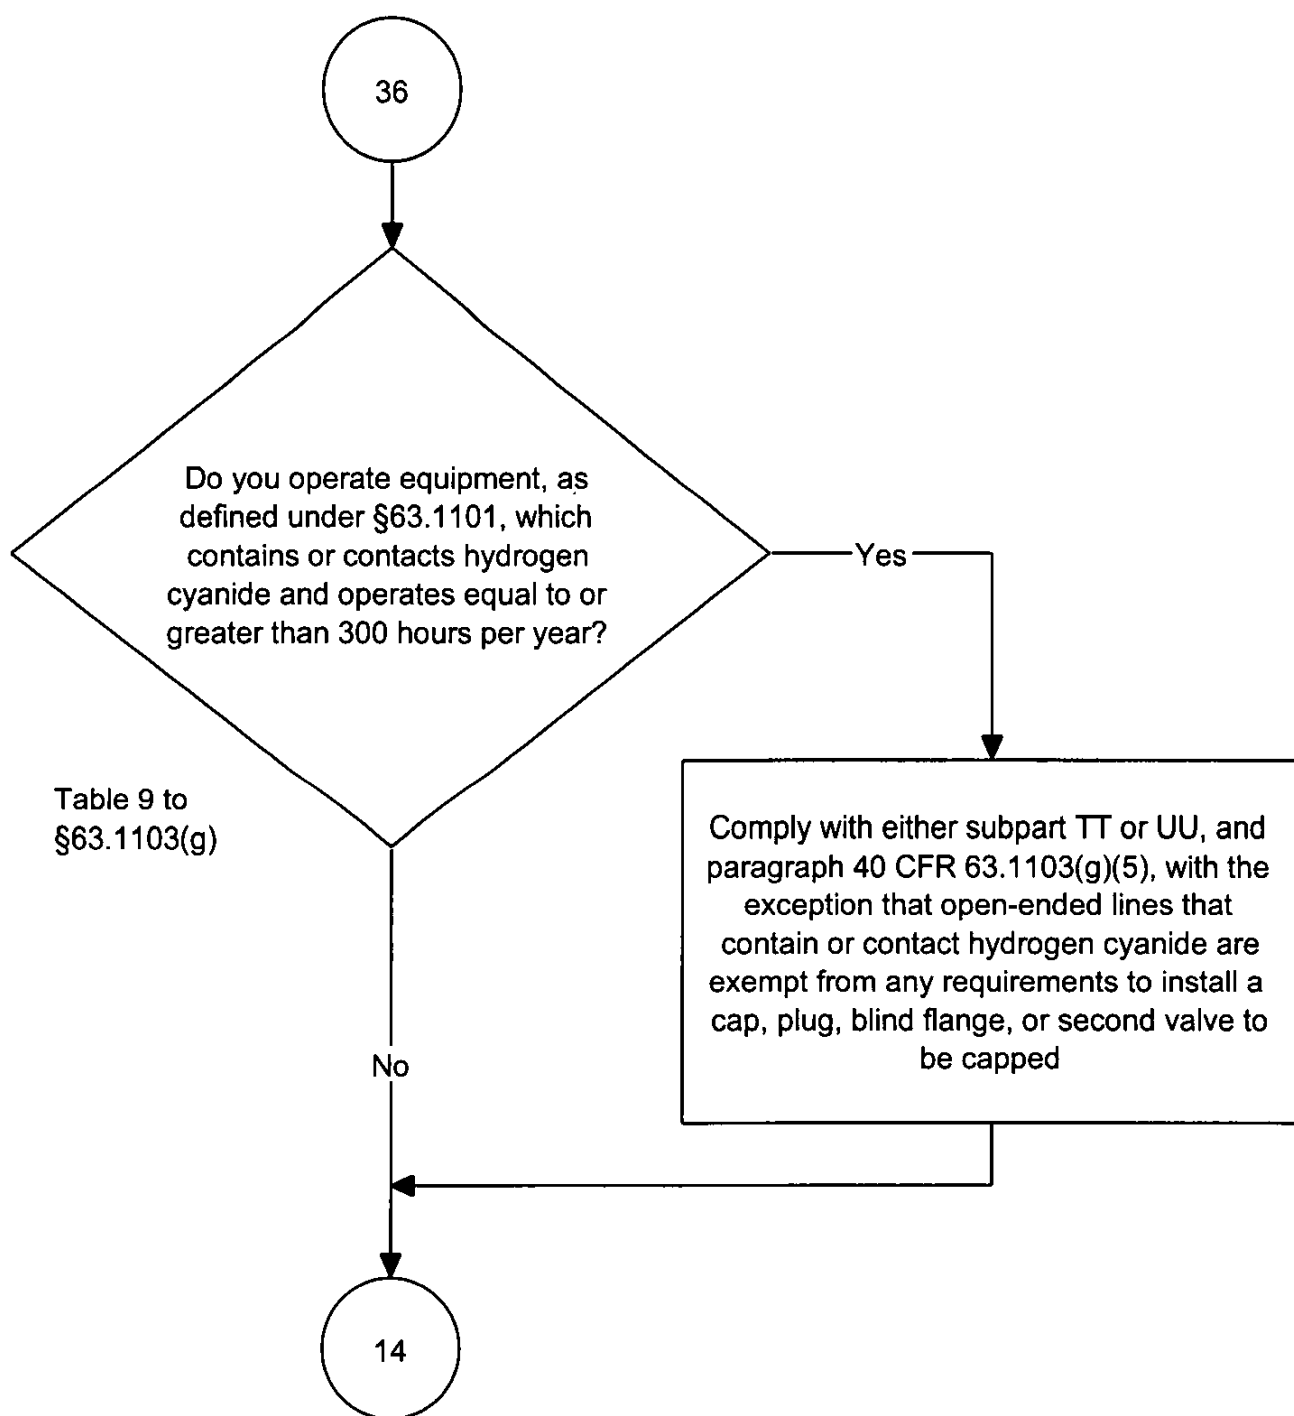 36
Do you operate equipment, as
defined under §63.1101, which
contains or contacts hydrogen
cyanide and operates equal to or
greater than 300 hours per year?
Yes
Table 9 to
§63.1103(g)
Comply with either subpart TT or UU, and
paragraph 40 CFR 63.1103(g)(5), with the
exception that open-ended lines that
contain or contact hydrogen cyanide are
exempt from any requirements to install a
cap, plug, blind flange, or second valve to
be capped
No
14